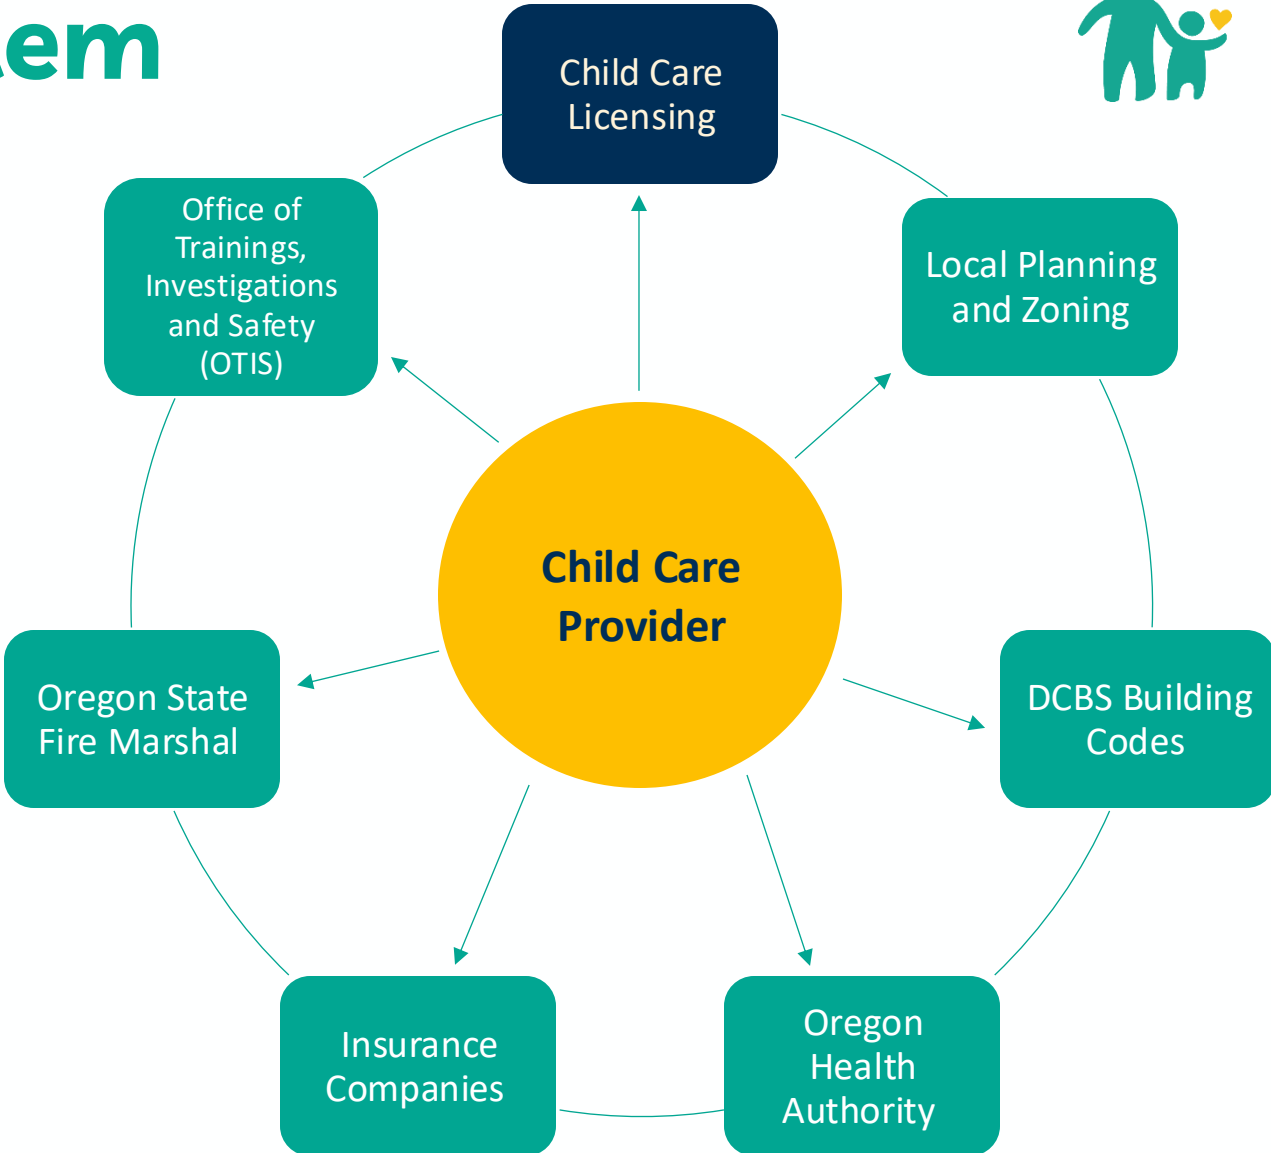 Child Care
Licensing
Office of
Trainings,
Investigations
and Safety
(OTIS)
Local Planning
and Zoning
Child Care
Provider
Oregon State
Fire Marshal
DCBS Building
Codes
Insurance
Companies
Oregon
Health
Authority